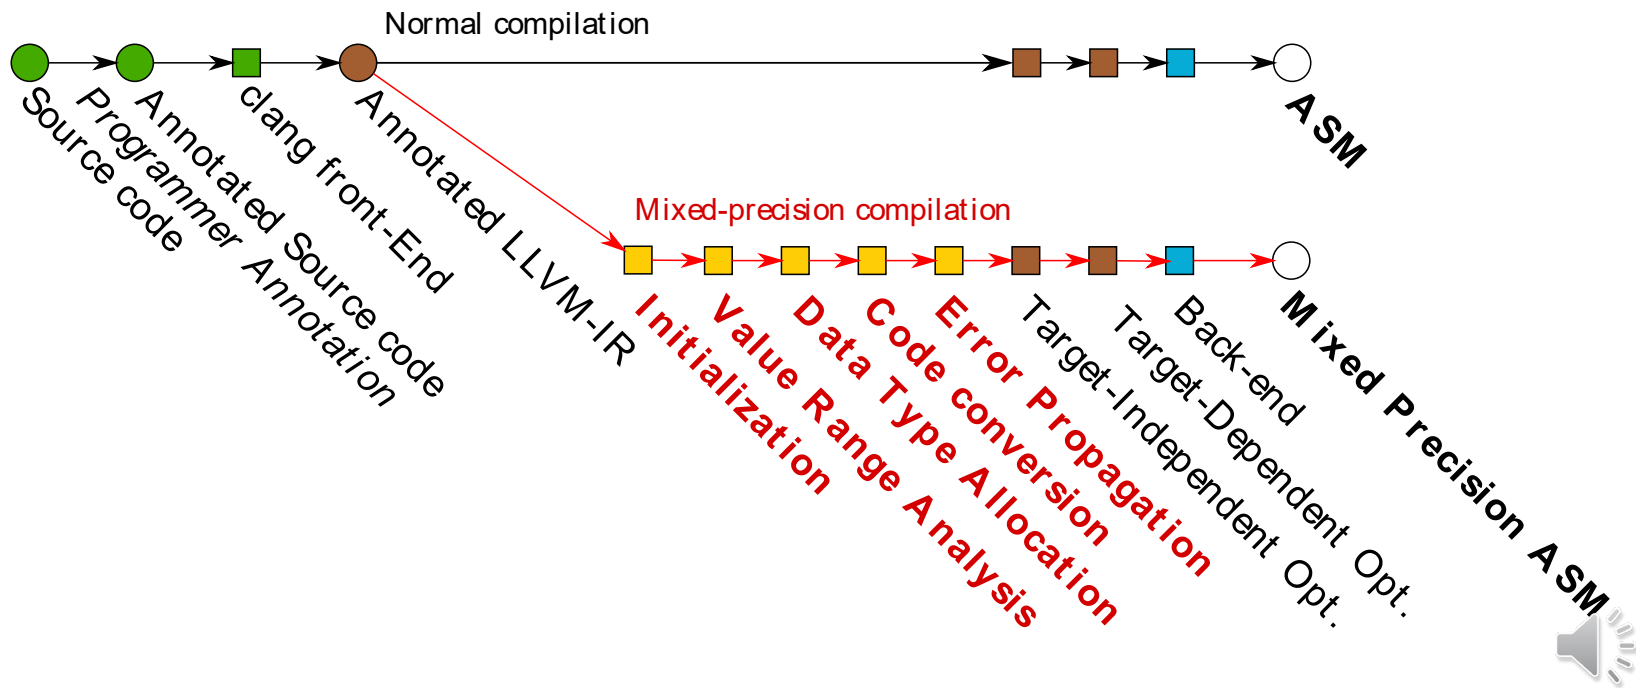 Normal compilation
Source code
Programmer Annotation
Annotated Source code
clang front-End
Annotated LLVM-IR
ASM
Mixed-precision compilation
Initialization
Value Range Analysis
Data Type Allocation
Code conversion
Error Propagation
Target-Independent Opt.
Target-Dependent Opt.
Back-end
Mixed Precision ASM